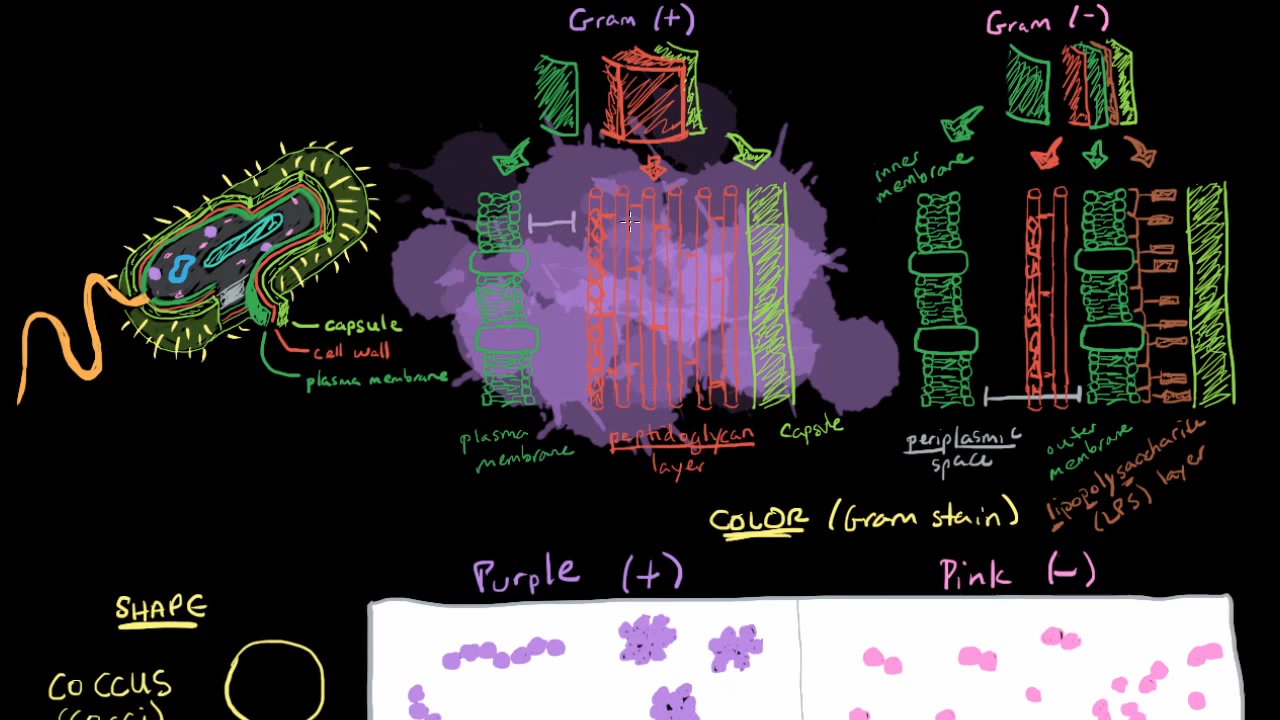 Gram (+)
Gram (-)
inner
membrane
capsule
cell wall
plasma membrane
plasma
membrane
peptidoglycan
layer
capsule
periplasmic
space
outer
membrane
lipopolysaccharide
(LPS) layer
COLOR (Gram stain)
Purple (+)
Pink (-)
SHAPE
COCCUS
(cocci)